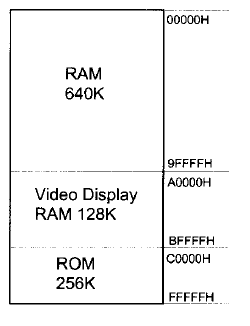 00000H
RAM
640K
9FFFFH
A0000H
Video Display
RAM 128K
BFFFFH
C0000H
ROM
256K
FFFFFH